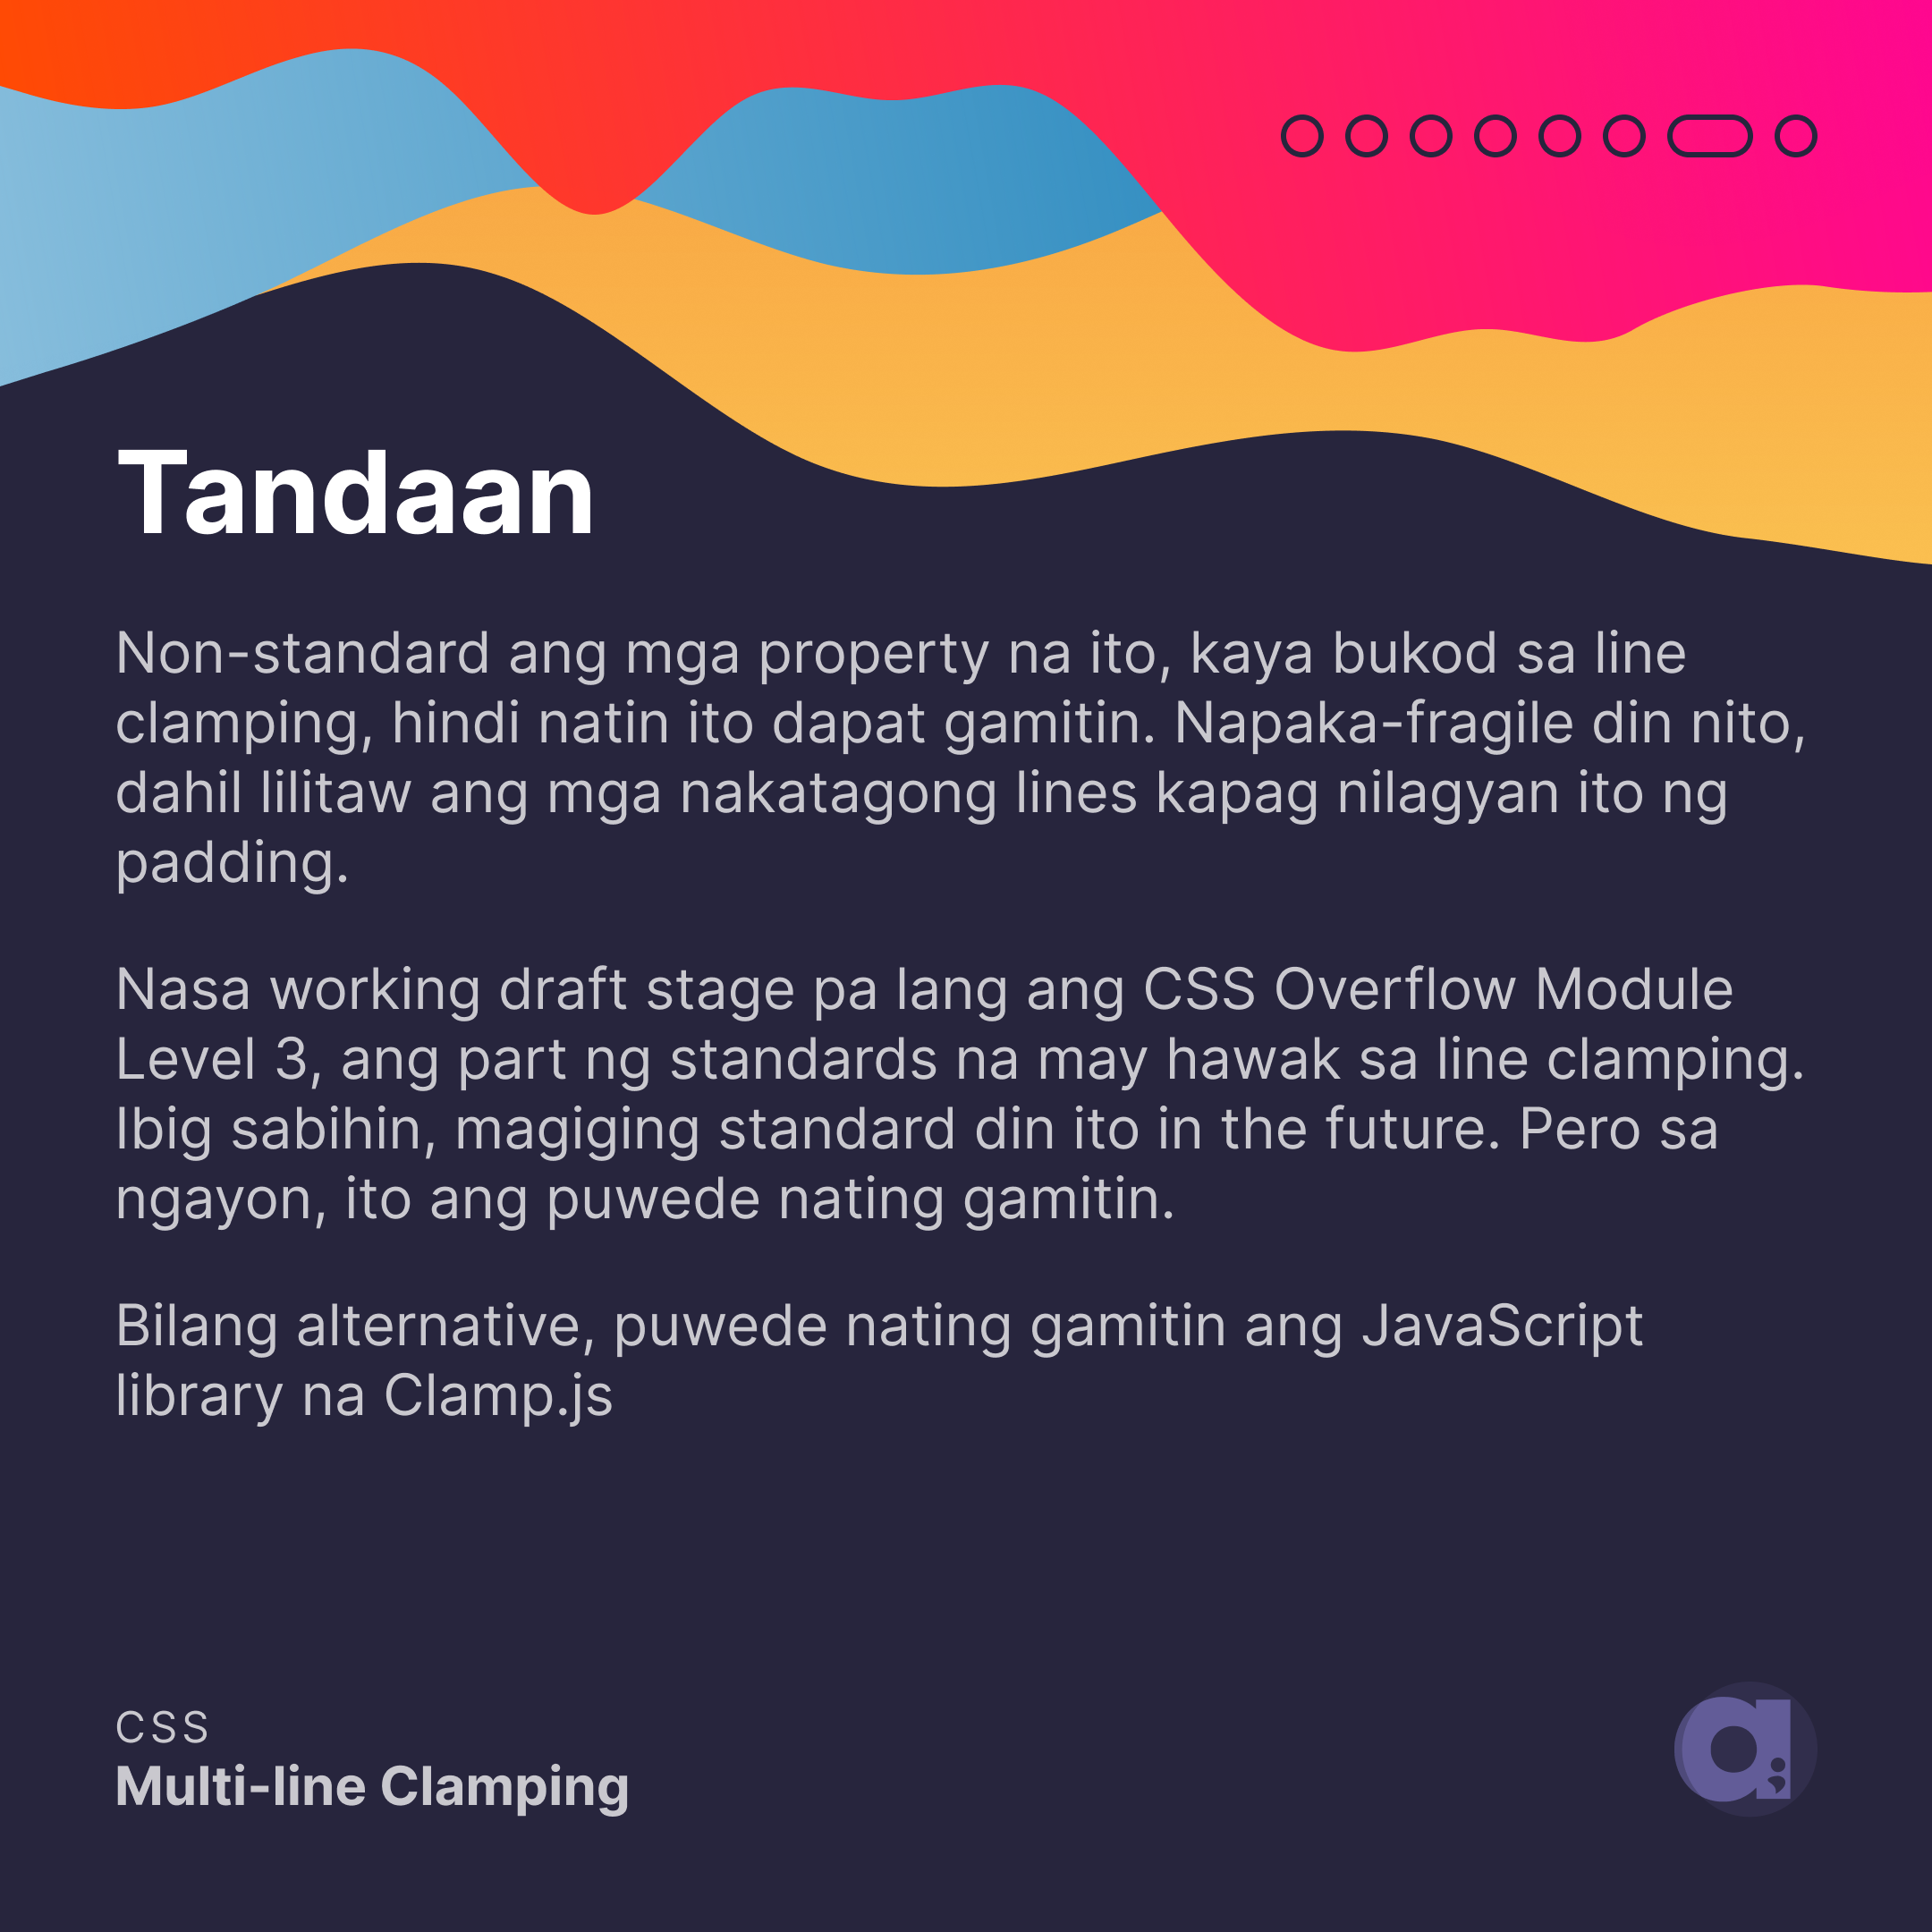 Tandaan
Non-standard ang mga property na ito, kaya bukod sa line
clamping, hindi natin ito dapat gamitin. Napaka-fragile din nito,
dahil lilitaw ang mga nakatagong lines kapag nilagyan ito ng
padding.
Nasa working draft stage pa lang ang CSS Overflow Module
Level 3, ang part ng standards na may hawak sa line clamping.
Ibig sabihin, magiging standard din ito in the future. Pero sa
ngayon, ito ang puwede nating gamitin.
Bilang alternative, puwede nating gamitin ang JavaScript
library na Clamp.js
CSS
Multi-line Clamping
a;